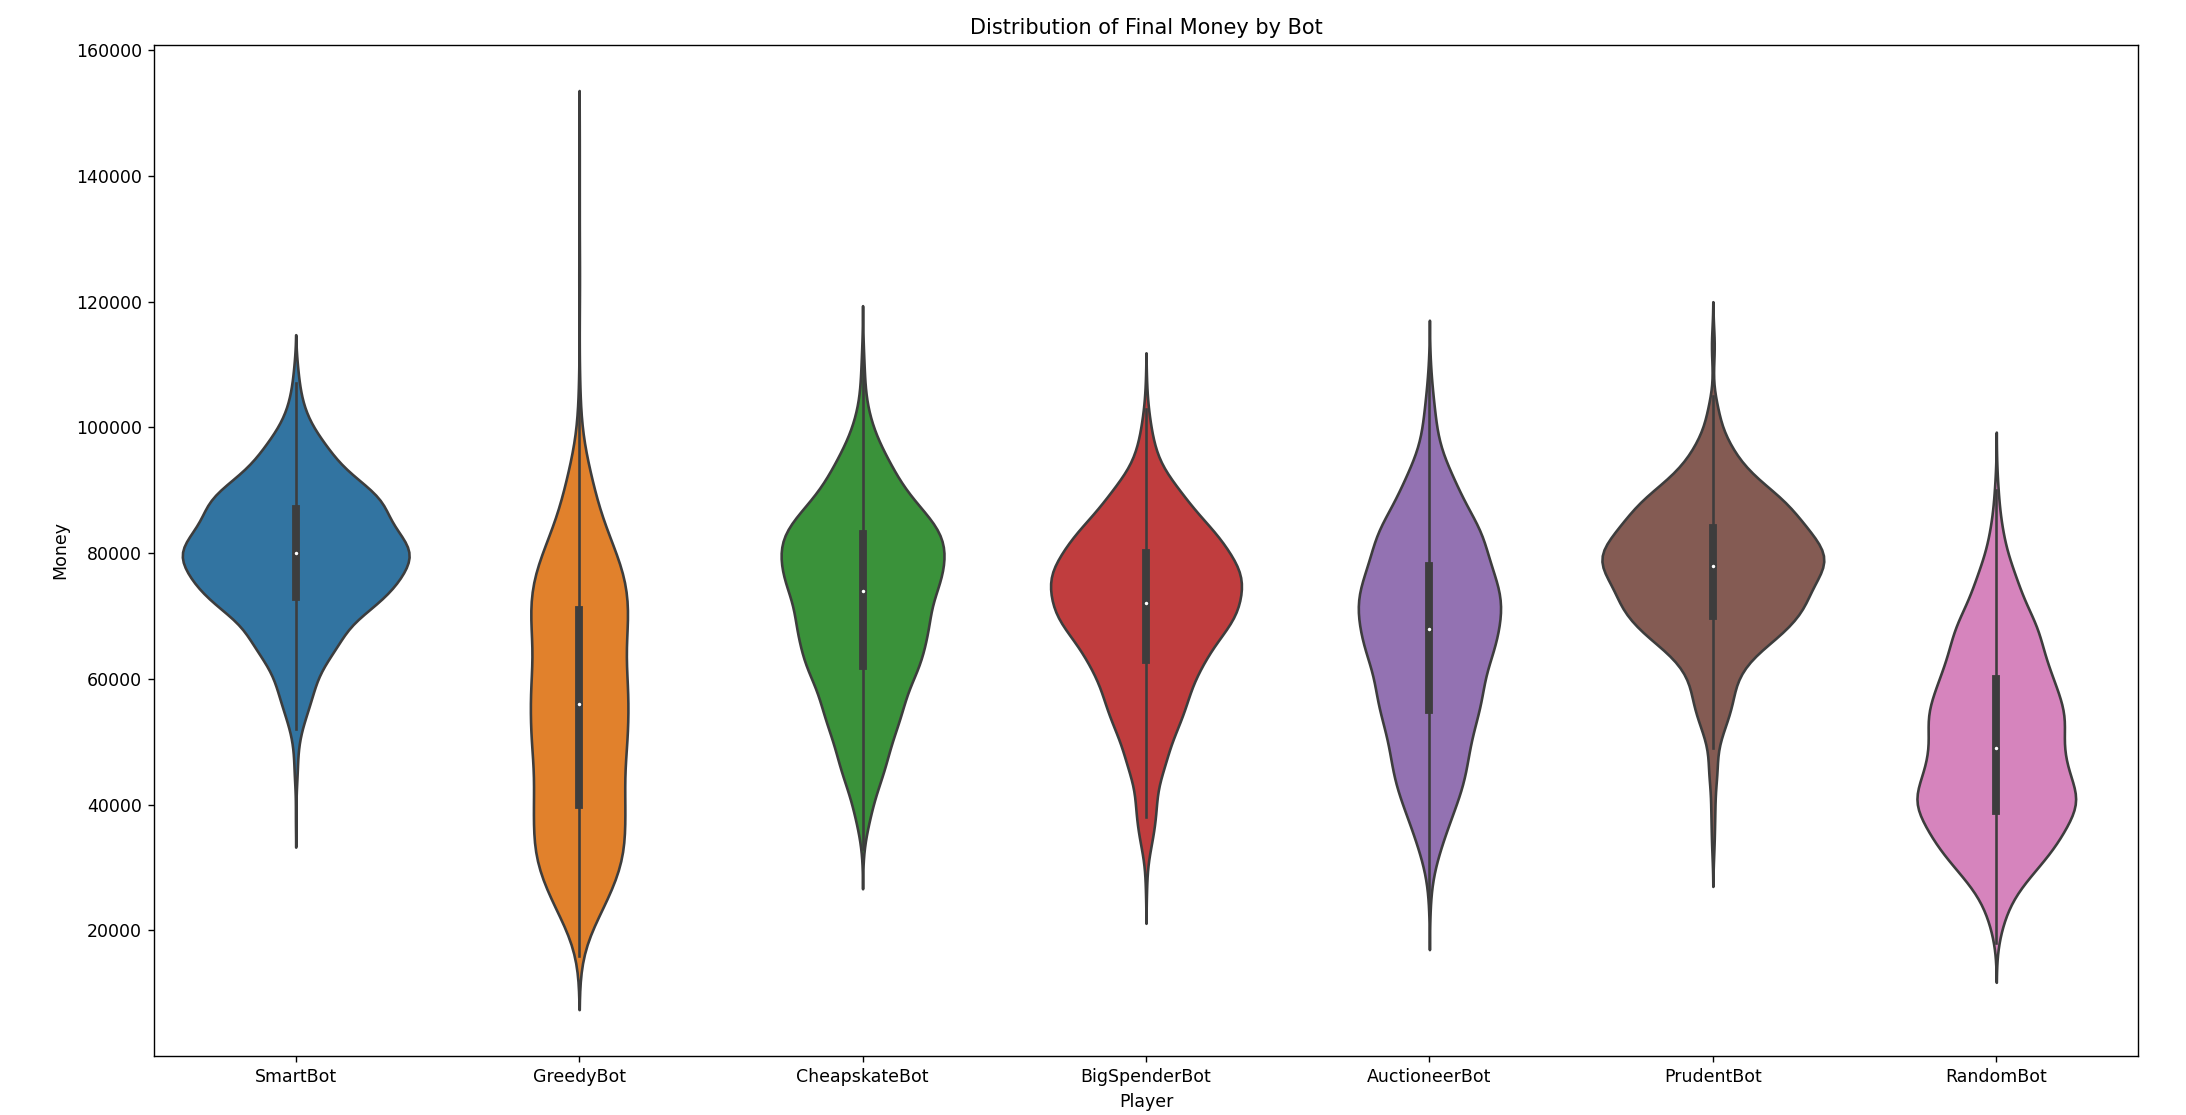 Distribution of Final Money by Bot
160000
140000
120000
100000
80000
60000
40000
20000
Money
SmartBot GreedyBot CheapskateBot BigSpenderBot AuctioneerBot PrudentBot RandomBot
Player